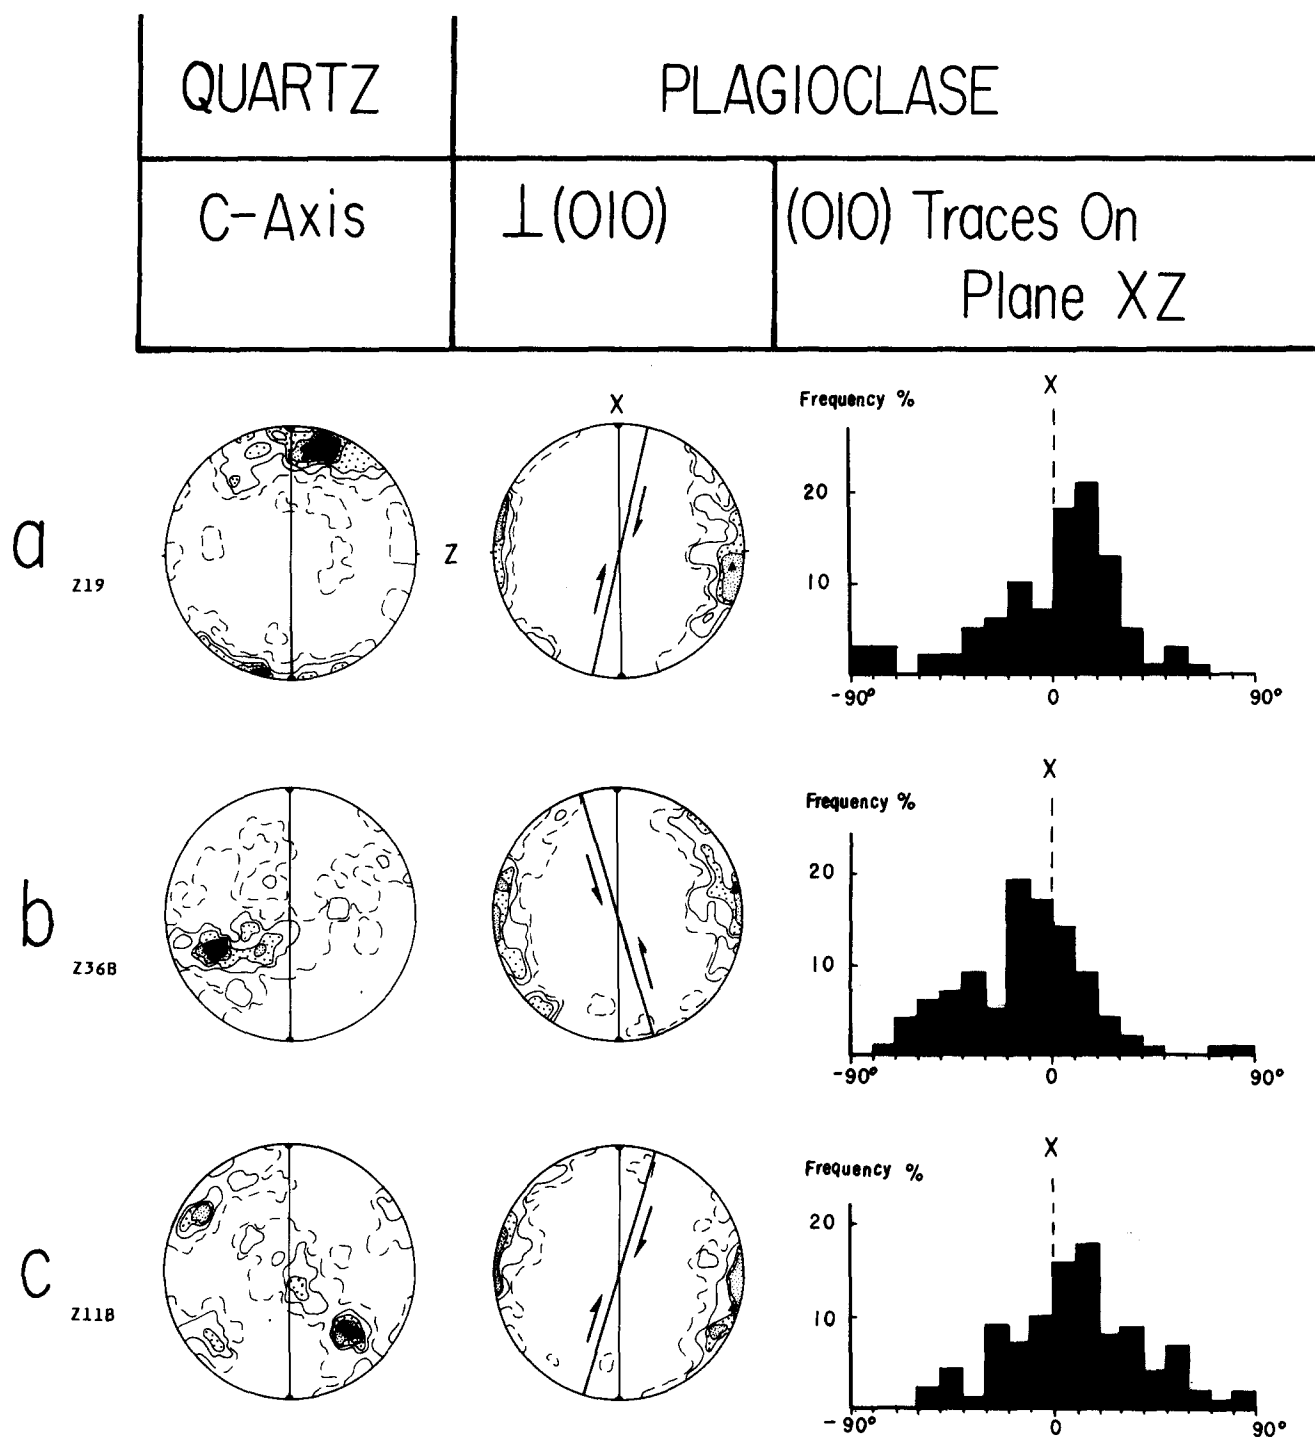 QUARTZ PLAGIOCLASE
C-Axis ⊥(010) (010) Traces On
Plane XZ
X
Frequency %
X
20
a
Z
Z19
10
-90° 0 90°
X
Frequency %
20
b
Z36B
10
-90° 0 90°
X
Frequency %
20
c
Z11B
10
-90° 0 90°